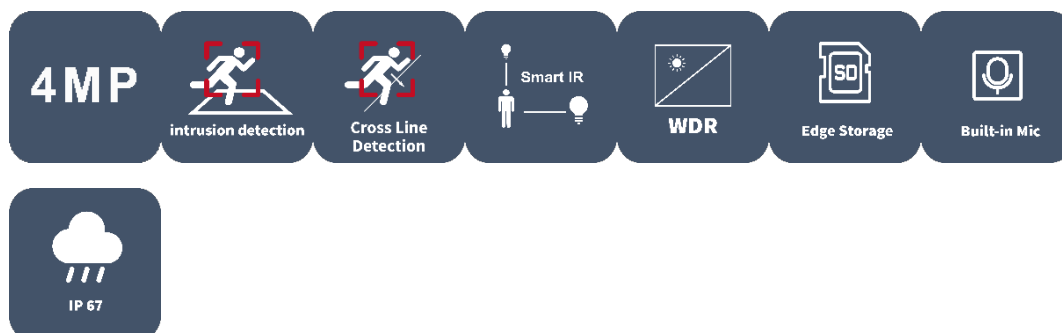 4MP
intrusion detection
Cross Line
Detection
Smart IR
WDR
SD
Edge Storage
Built-in Mic
IP 67